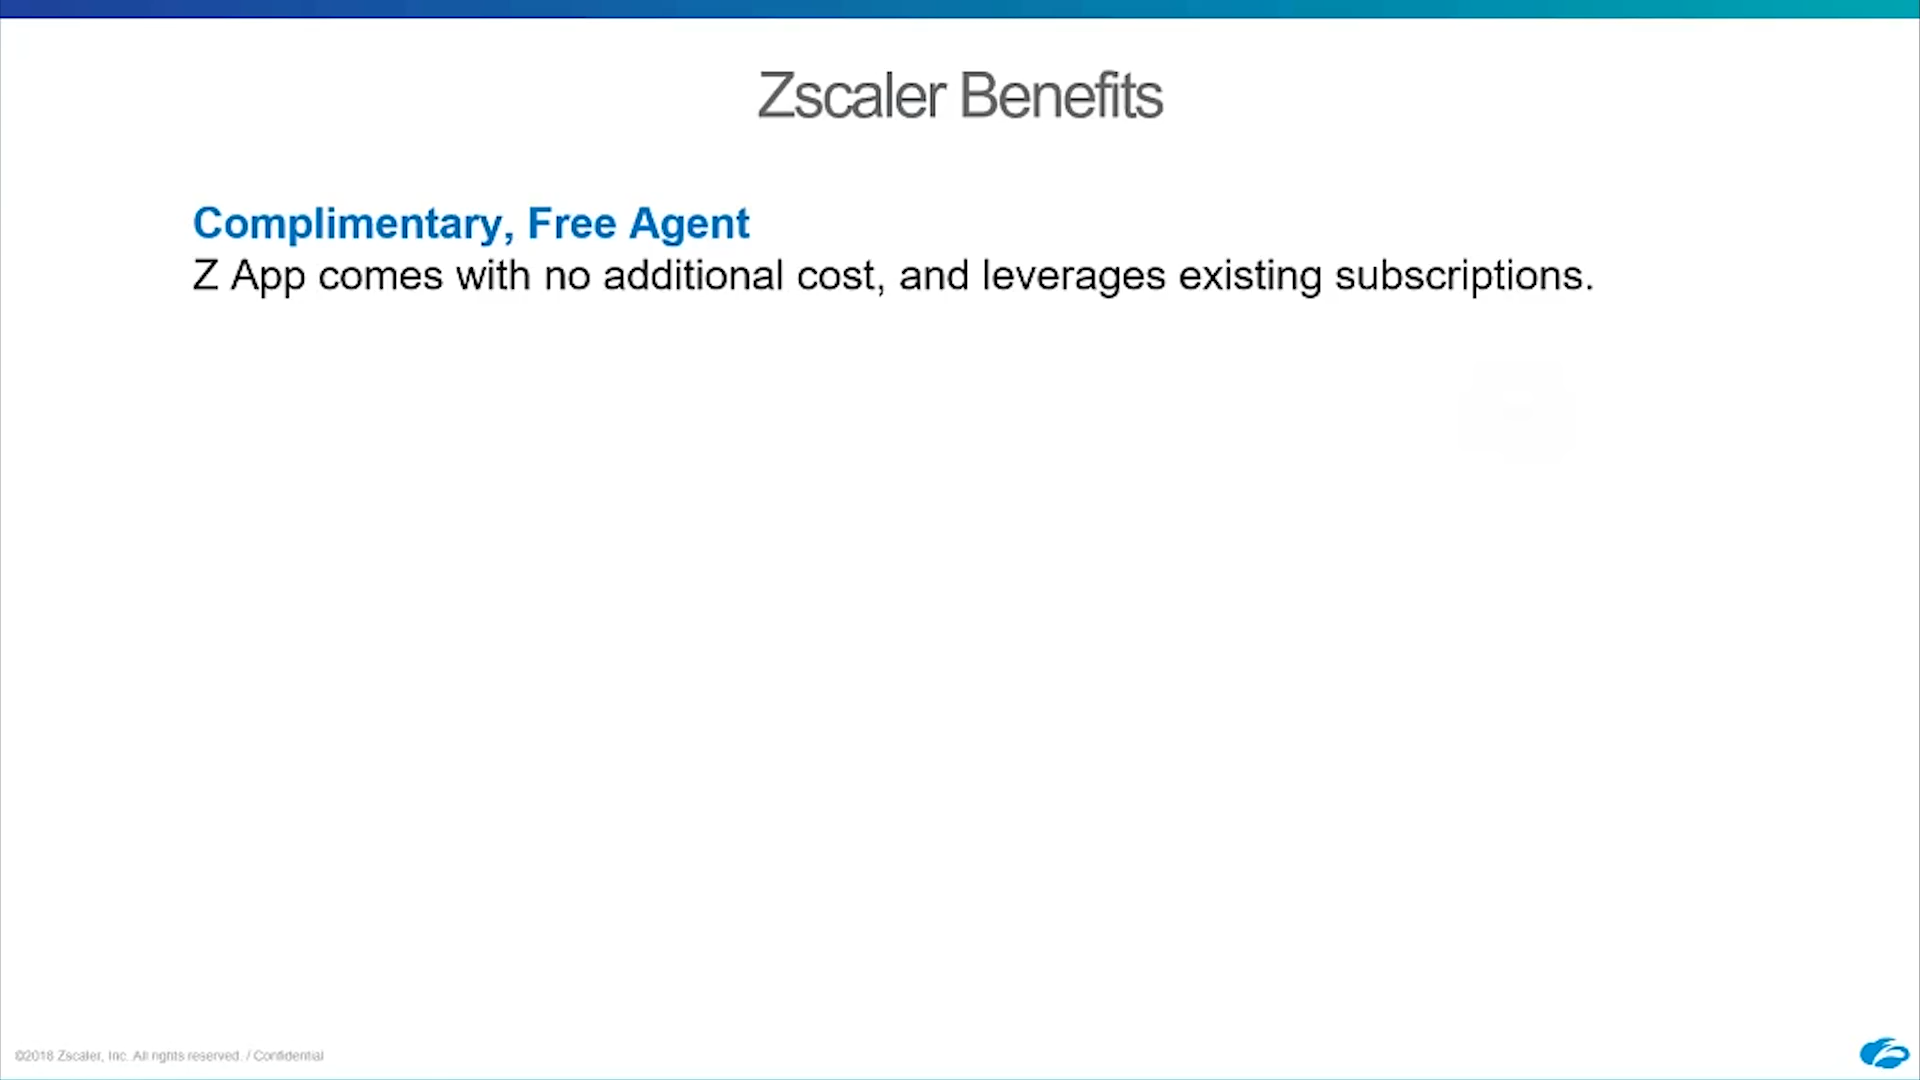 Zscaler Benefits
Complimentary, Free Agent
Z App comes with no additional cost, and leverages existing subscriptions.
©2018 Zscaler, Inc. All rights reserved. / Confidential